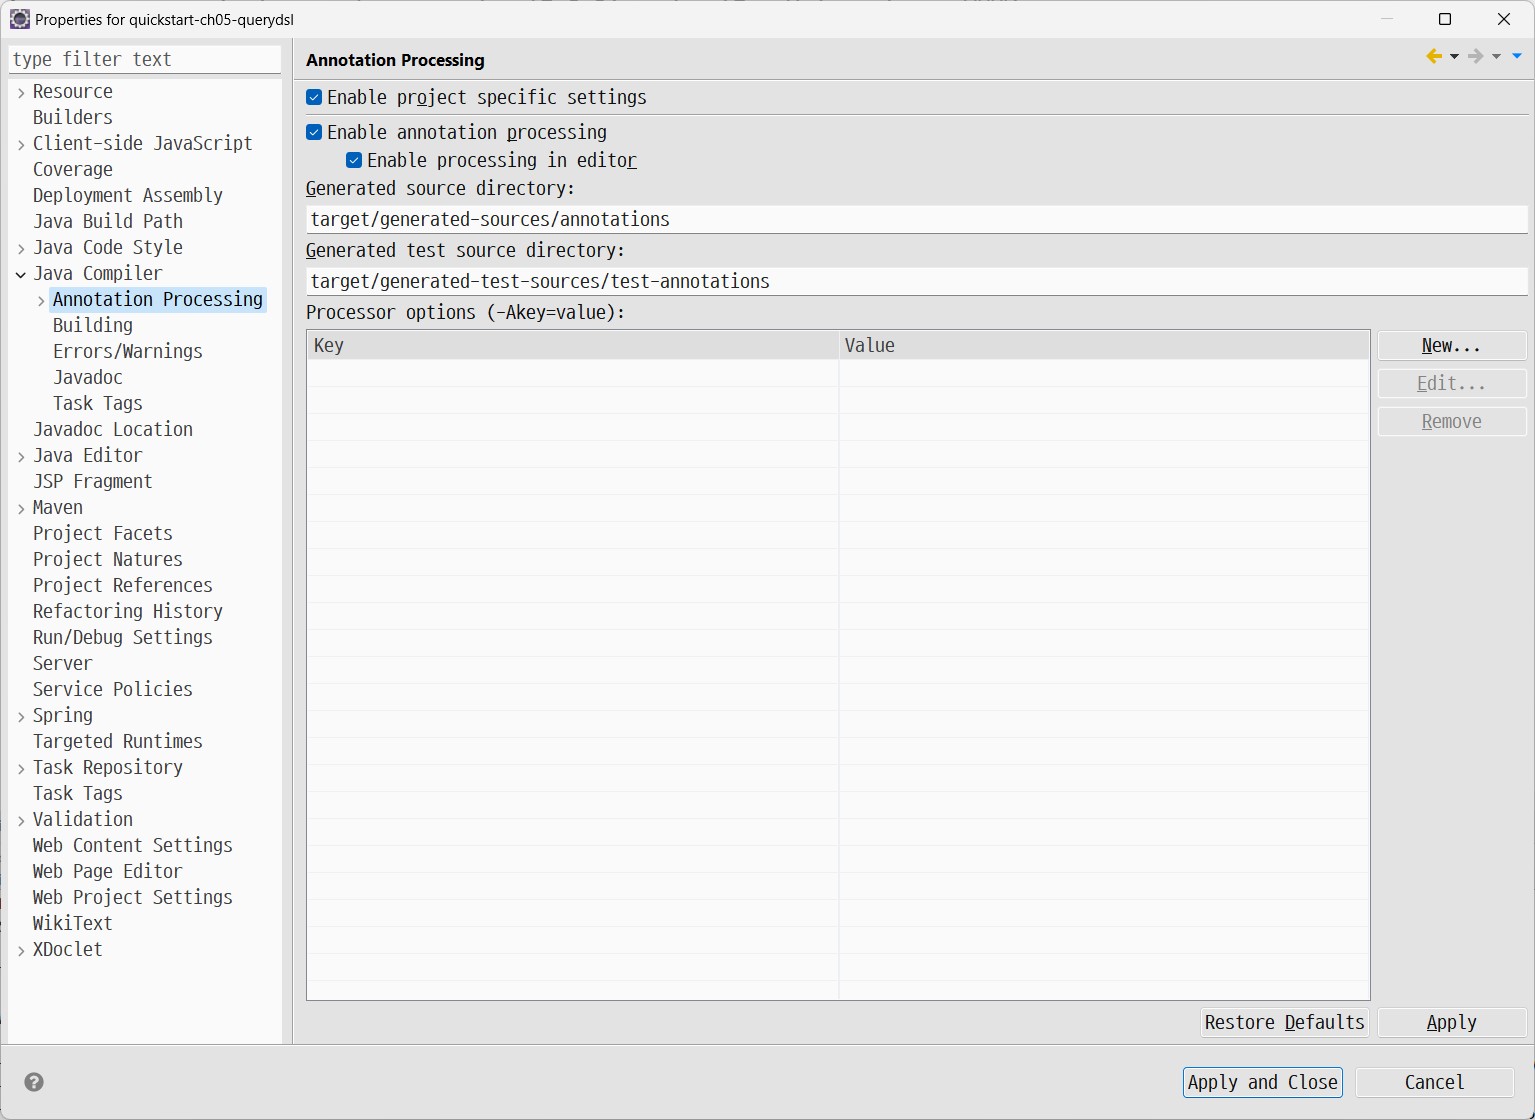 Properties for quickstart-ch05-querydsl
type filter text
Resource
Builders
Client-side JavaScript
Coverage
Deployment Assembly
Java Build Path
Java Code Style
Java Compiler
Annotation Processing
Building
Errors/Warnings
Javadoc
Task Tags
Javadoc Location
Java Editor
JSP Fragment
Maven
Project Facets
Project Natures
Project References
Refactoring History
Run/Debug Settings
Server
Service Policies
Spring
Targeted Runtimes
Task Repository
Task Tags
Validation
Web Content Settings
Web Page Editor
Web Project Settings
WikiText
XDoclet
Annotation Processing
Enable project specific settings
Enable annotation processing
Enable processing in editor
Generated source directory:
target/generated-sources/annotations
Generated test source directory:
target/generated-test-sources/test-annotations
Processor options (-Akey=value):
Key Value
New...
Edit...
Remove
Restore Defaults Apply
Apply and Close Cancel